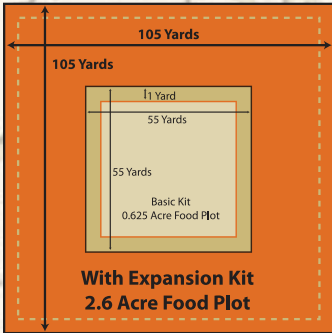 105 Yards
105 Yards
1 Yard
55 Yards
55 Yards
Basic Kit
0.625 Acre Food Plot
With Expansion Kit
2.6 Acre Food Plot